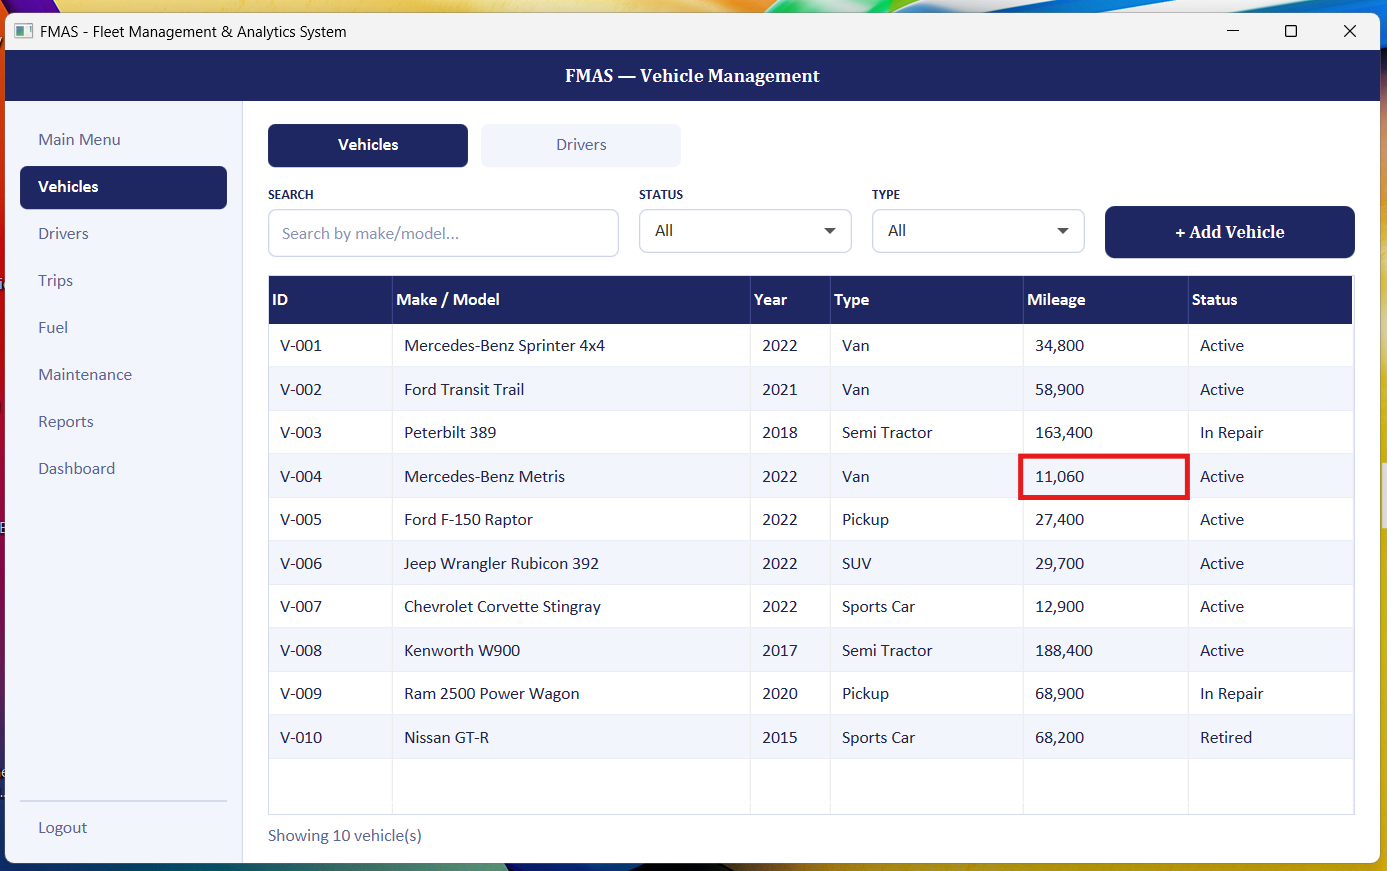 FMAS - Fleet Management & Analytics System
FMAS — Vehicle Management
Main Menu
Vehicles
Drivers
Trips
Fuel
Maintenance
Reports
Dashboard
Logout
Vehicles Drivers
SEARCH STATUS TYPE
Search by make/model... All All + Add Vehicle
ID Make / Model Year Type Mileage Status
V-001 Mercedes-Benz Sprinter 4x4 2022 Van 34,800 Active
V-002 Ford Transit Trail 2021 Van 58,900 Active
V-003 Peterbilt 389 2018 Semi Tractor 163,400 In Repair
V-004 Mercedes-Benz Metris 2022 Van 11,060 Active
V-005 Ford F-150 Raptor 2022 Pickup 27,400 Active
V-006 Jeep Wrangler Rubicon 392 2022 SUV 29,700 Active
V-007 Chevrolet Corvette Stingray 2022 Sports Car 12,900 Active
V-008 Kenworth W900 2017 Semi Tractor 188,400 Active
V-009 Ram 2500 Power Wagon 2020 Pickup 68,900 In Repair
V-010 Nissan GT-R 2015 Sports Car 68,200 Retired
Showing 10 vehicle(s)